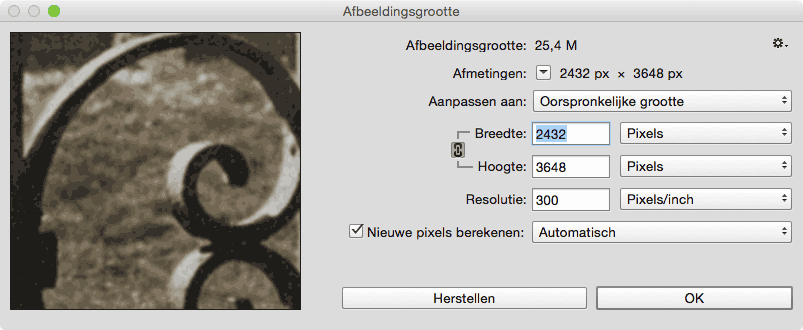 Afbeeldingsgrootte
Afbeeldingsgrootte: 25,4 M
Afmetingen: 2432 px × 3648 px
Aanpassen aan: Oorspronkelijke grootte
Breedte: 2432 Pixels
Hoogte: 3648 Pixels
Resolutie: 300 Pixels/inch
Nieuwe pixels berekenen: Automatisch
Herstellen OK